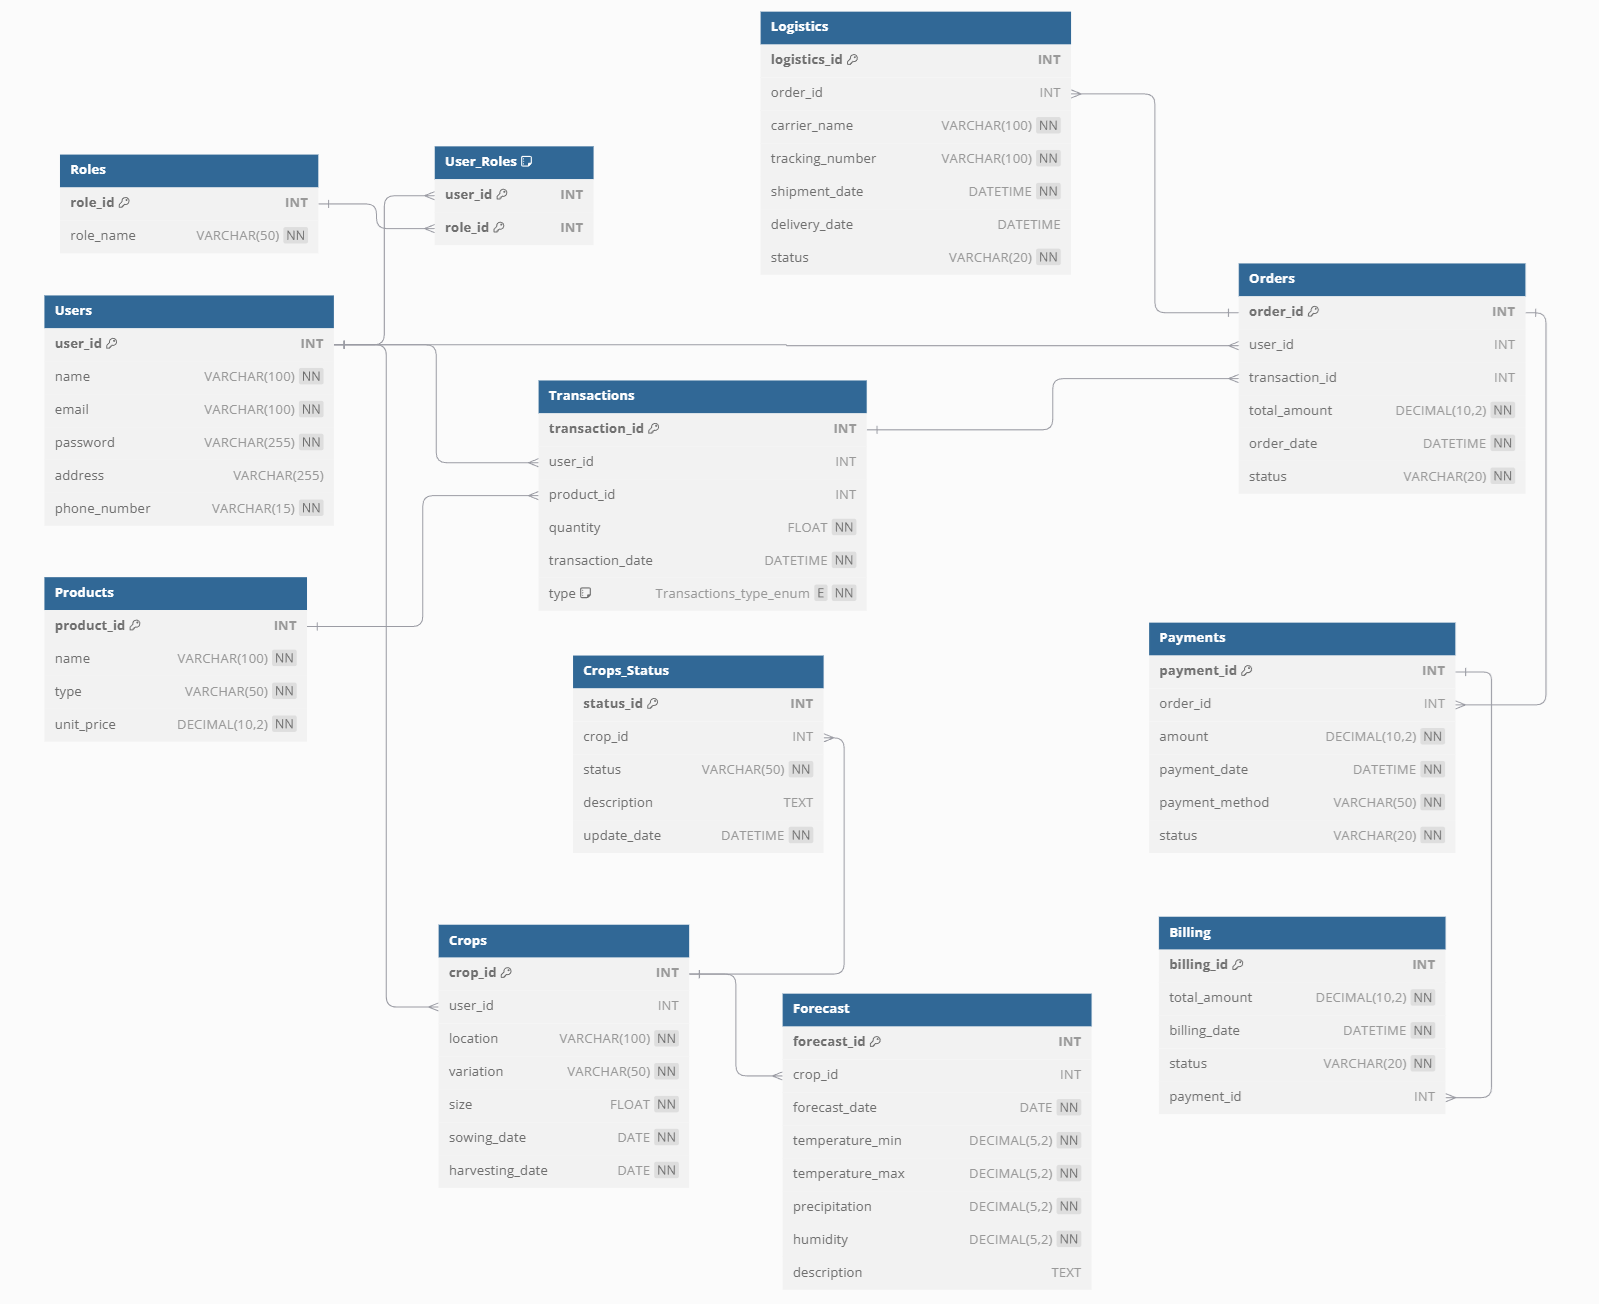 Logistics
logistics_id INT
order_id INT
carrier_name VARCHAR(100) NN
tracking_number VARCHAR(100) NN
shipment_date DATETIME NN
delivery_date DATETIME
status VARCHAR(20) NN
Roles
role_id INT
role_name VARCHAR(50) NN
User_Roles
user_id INT
role_id INT
Users
user_id INT
name VARCHAR(100) NN
email VARCHAR(100) NN
password VARCHAR(255) NN
address VARCHAR(255)
phone_number VARCHAR(15) NN
Orders
order_id INT
user_id INT
transaction_id INT
total_amount DECIMAL(10,2) NN
order_date DATETIME NN
status VARCHAR(20) NN
Transactions
transaction_id INT
user_id INT
product_id INT
quantity FLOAT NN
transaction_date DATETIME NN
type Transactions_type_enum E NN
Products
product_id INT
name VARCHAR(100) NN
type VARCHAR(50) NN
unit_price DECIMAL(10,2) NN
Crops_Status
status_id INT
crop_id INT
status VARCHAR(50) NN
description TEXT
update_date DATETIME NN
Payments
payment_id INT
order_id INT
amount DECIMAL(10,2) NN
payment_date DATETIME NN
payment_method VARCHAR(50) NN
status VARCHAR(20) NN
Crops
crop_id INT
user_id INT
location VARCHAR(100) NN
variation VARCHAR(50) NN
size FLOAT NN
sowing_date DATE NN
harvesting_date DATE NN
Forecast
forecast_id INT
crop_id INT
forecast_date DATE NN
temperature_min DECIMAL(5,2) NN
temperature_max DECIMAL(5,2) NN
precipitation DECIMAL(5,2) NN
humidity DECIMAL(5,2) NN
description TEXT
Billing
billing_id INT
total_amount DECIMAL(10,2) NN
billing_date DATETIME NN
status VARCHAR(20) NN
payment_id INT